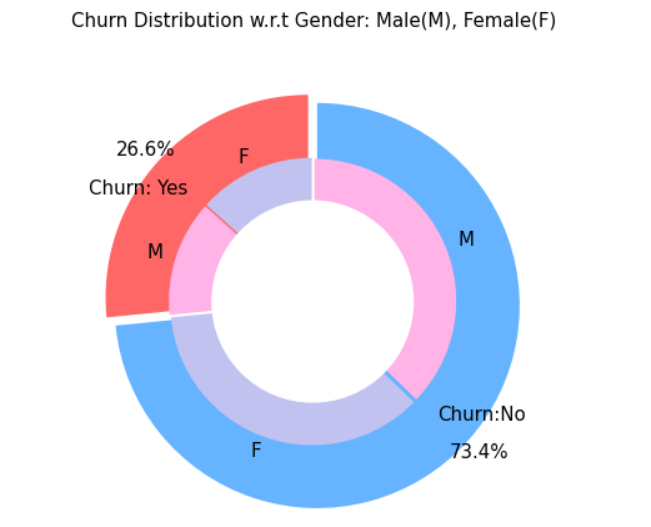 Churn Distribution w.r.t Gender: Male(M), Female(F)
26.6%
F
Churn: Yes
M
M
Churn:No
F
73.4%